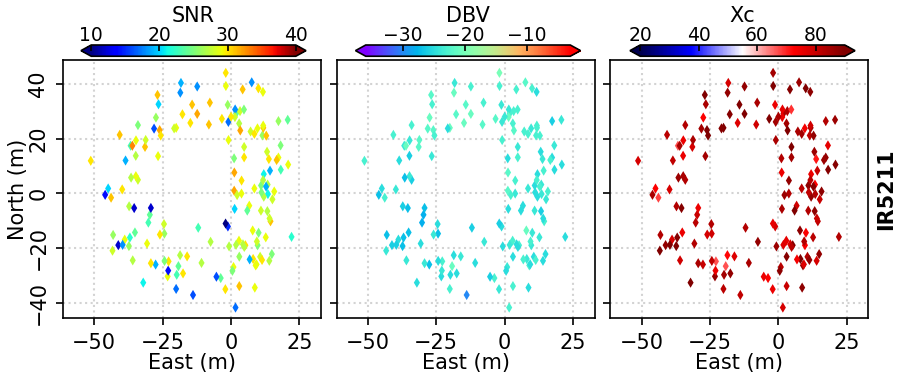 SNR DBV Xc
10 20 30 40 −30 −20 −10 20 40 60 80
North (m)
40
20
0
−20
−40
IR5211
−50 −25 0 25 −50 −25 0 25 −50 −25 0 25
East (m) East (m) East (m)